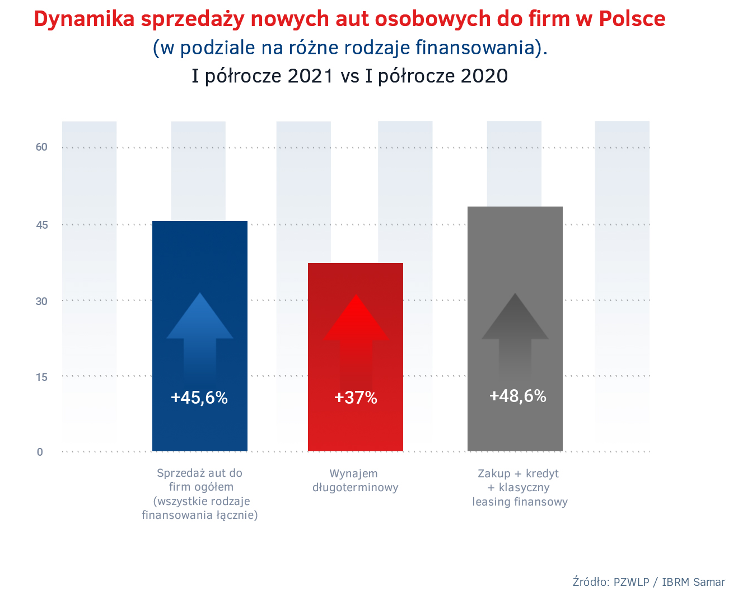 Dynamika sprzedaży nowych aut osobowych do firm w Polsce
(w podziale na różne rodzaje finansowania).
I półrocze 2021 vs I półrocze 2020
60
45
30
15
0
+45,6%
+37%
+48,6%
Sprzedaż aut do
firm ogółem
(wszystkie rodzaje
finansowania łącznie)
Wynajem
długoterminowy
Zakup + kredyt
+ klasyczny
leasing finansowy
Źródło: PZWLP / IBRM Samar